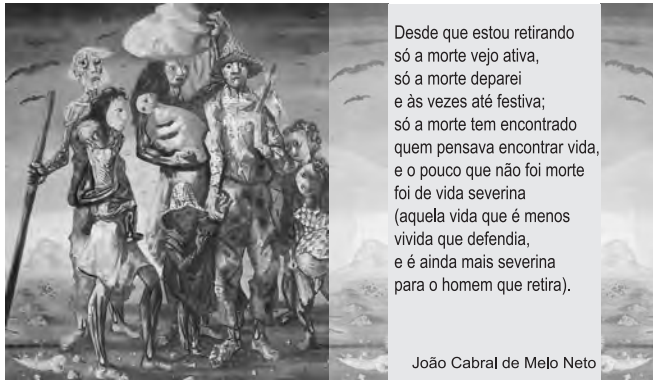 Desde que estou retirando
só a morte vejo ativa,
só a morte deparei
e às vezes até festiva;
só a morte tem encontrado
quem pensava encontrar vida,
e o pouco que não foi morte
foi de vida severina
(aquela vida que é menos
vivida que defendia,
e é ainda mais severina
para o homem que retira).
João Cabral de Melo Neto